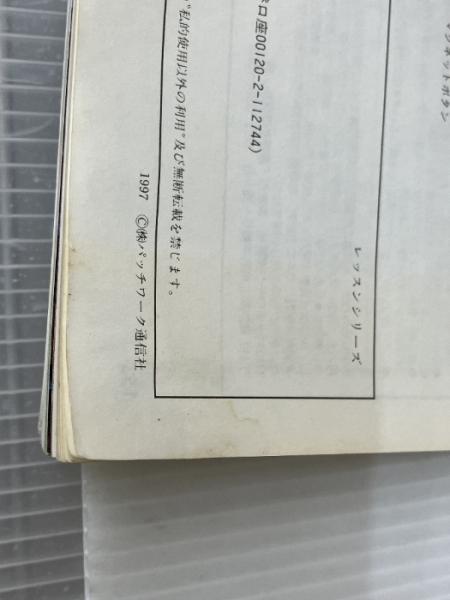 マグネットボタン
レッスンシリーズ
口座00120-2-112744)
"私的使用以外の利用"及び無断転載を禁じます。
1997 ©㈱パッチワーク通信社